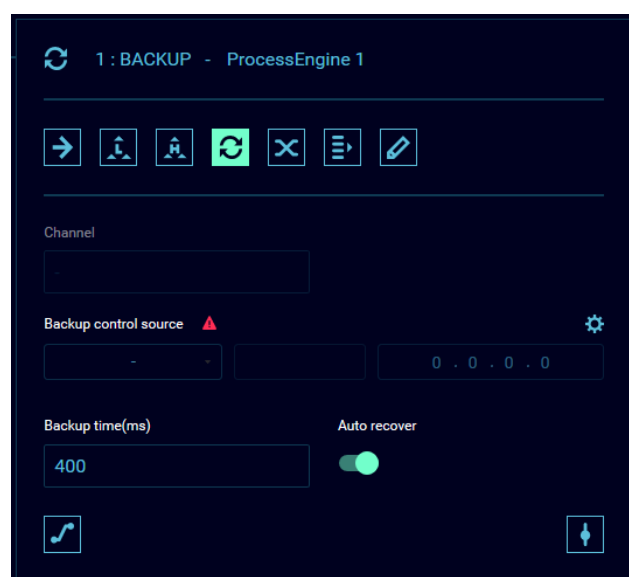 1 : BACKUP - ProcessEngine 1
L H
Channel
-
Backup control source
- 0 . 0 . 0 . 0
Backup time(ms) Auto recover
400